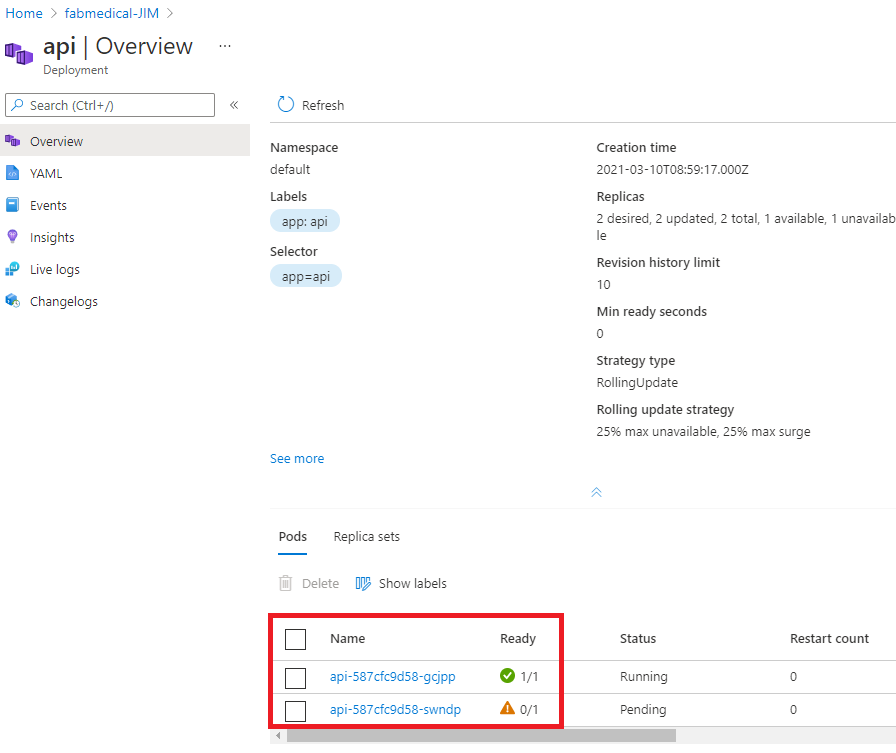 Home > fabmedical-JIM >
api | Overview ...
Deployment
Search (Ctrl+/) «
Overview
YAML
Events
Insights
Live logs
Changelogs
Refresh
Namespace
default
Labels
app: api
Selector
app=api
See more
Creation time
2021-03-10T08:59:17.000Z
Replicas
2 desired, 2 updated, 2 total, 1 available, 1 unavailab
le
Revision history limit
10
Min ready seconds
0
Strategy type
RollingUpdate
Rolling update strategy
25% max unavailable, 25% max surge
Pods Replica sets
Delete Show labels
Name Ready Status Restart count
api-587cfc9d58-gcjpp 1/1 Running 0
api-587cfc9d58-swndp 0/1 Pending 0